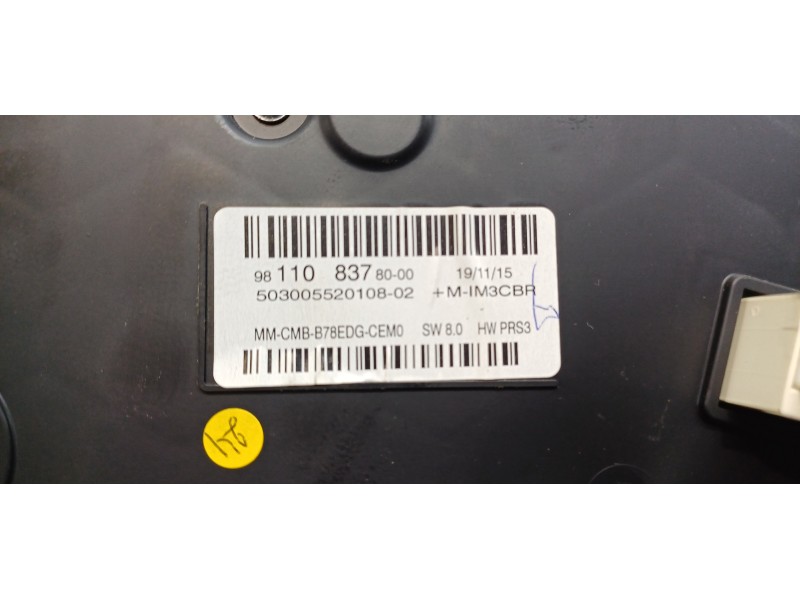 98 110 837 80-00 19/11/15
503005520108-02 +M-IM3CBR
MM-CMB-B78EDG-CEM0 SW 8.0 HW PRS3
24